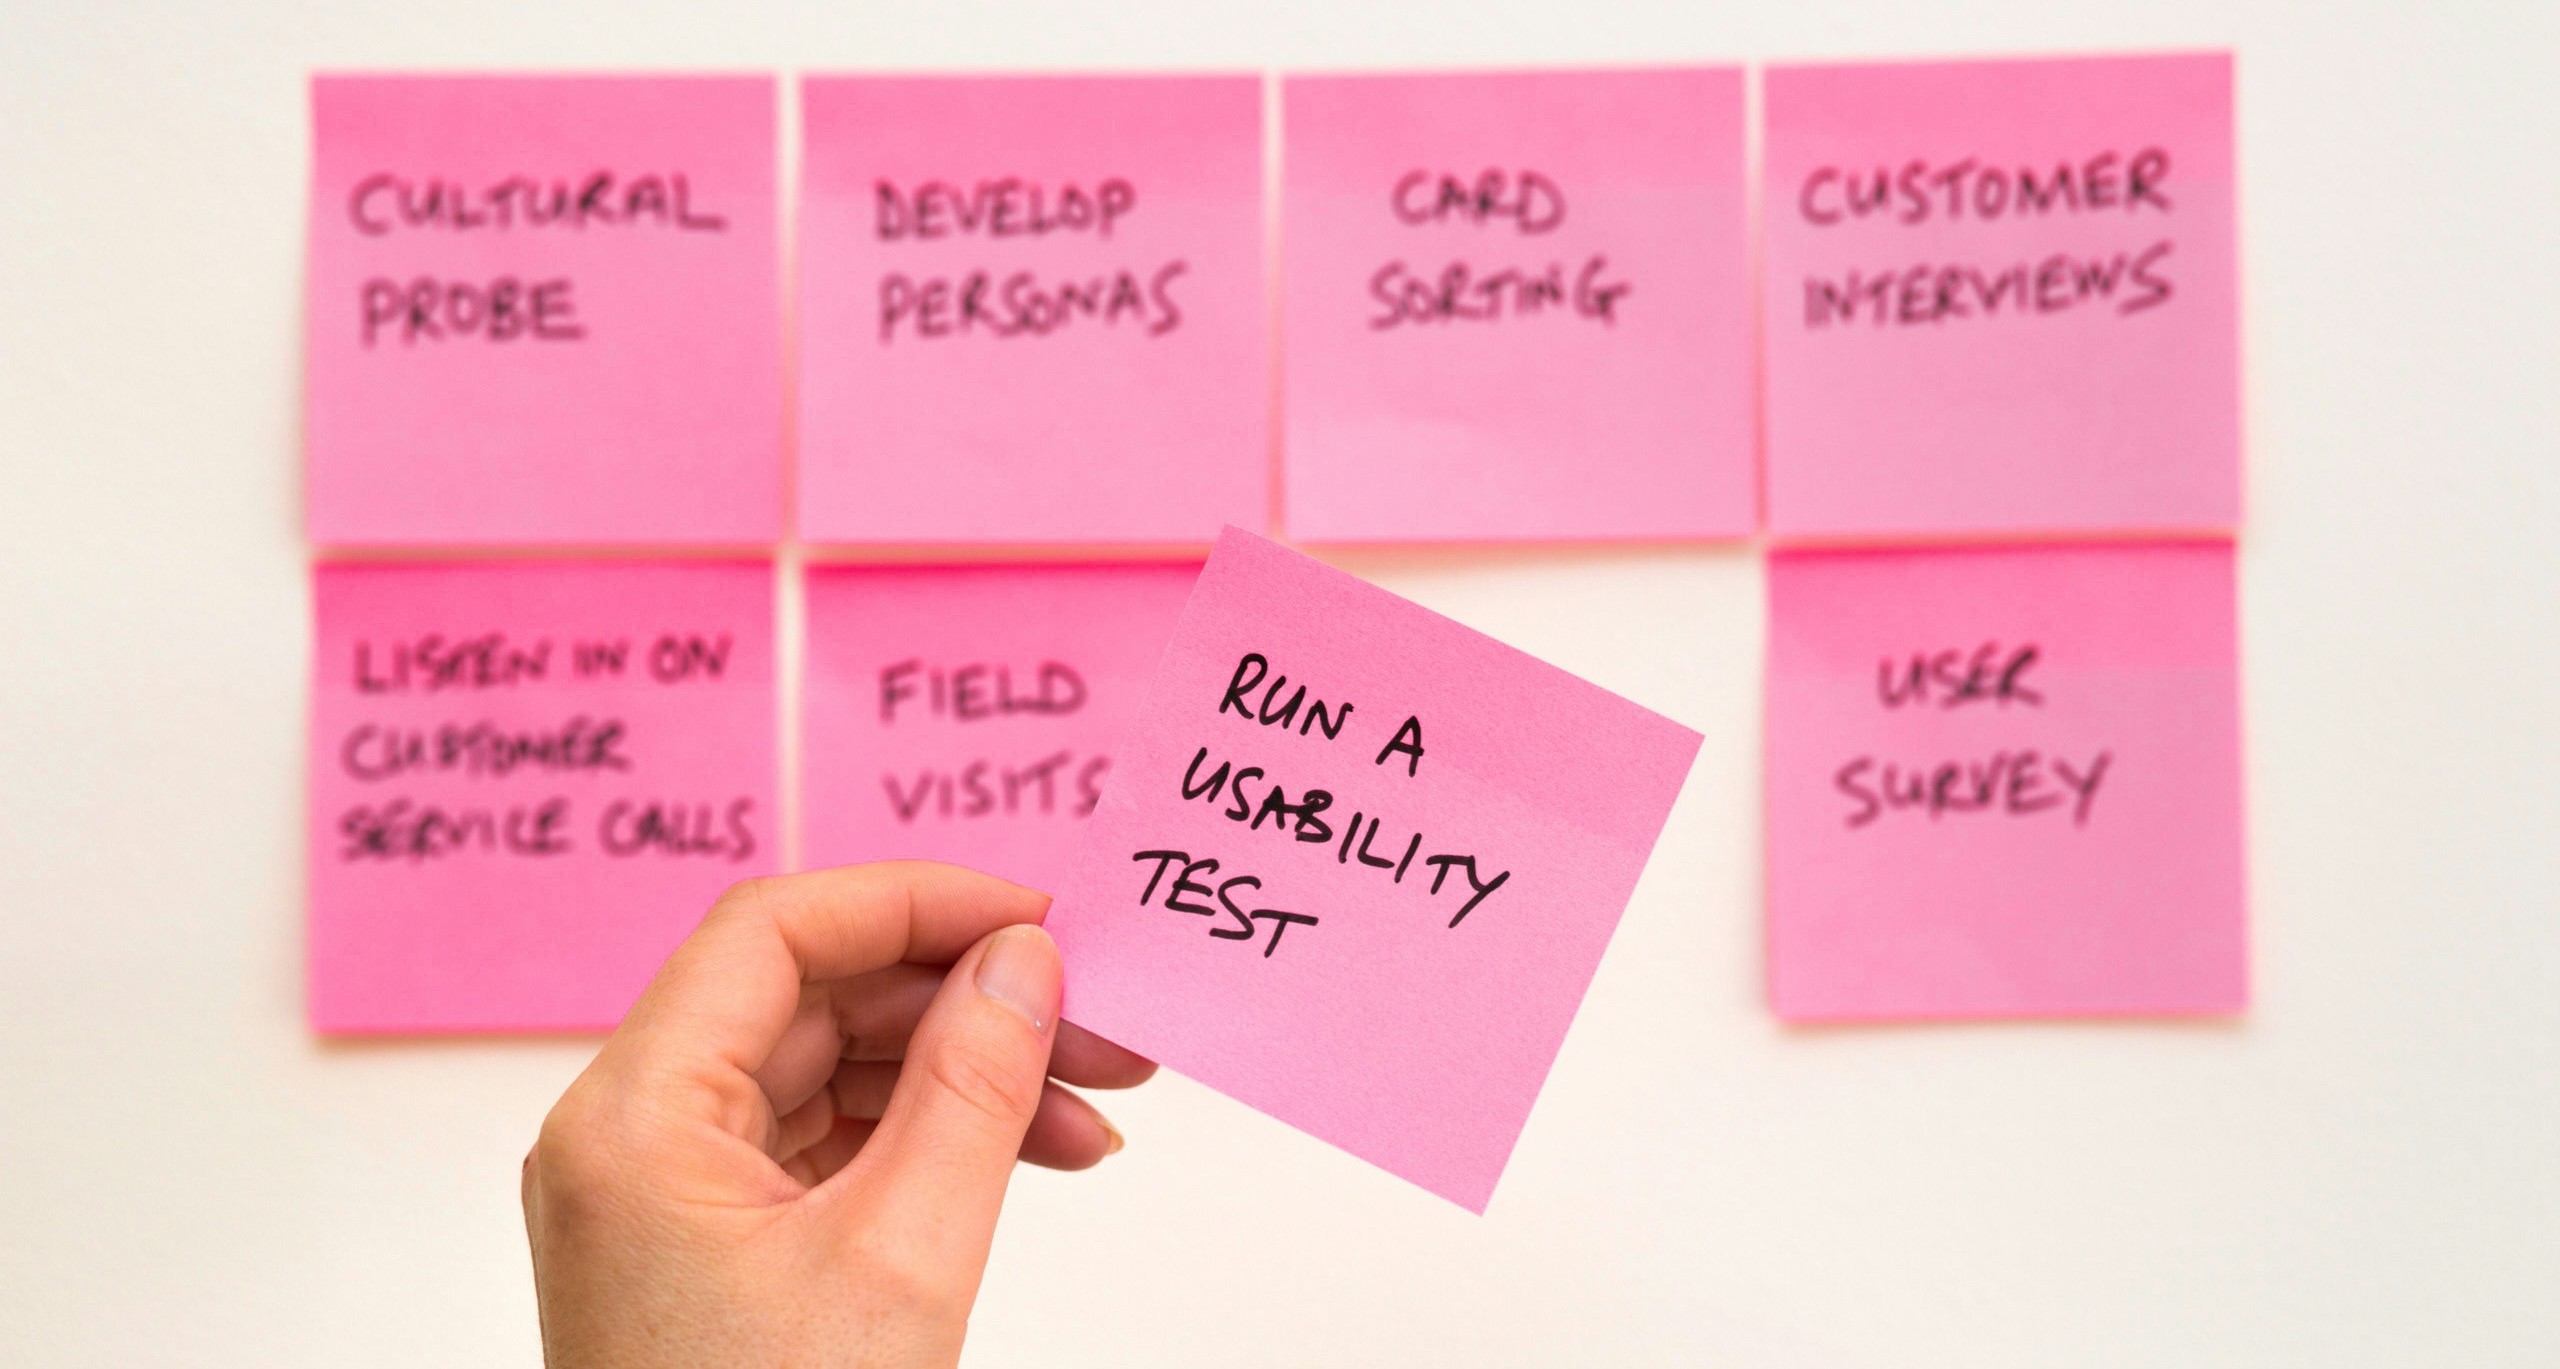 CULTURAL
PROBE
DEVELOP
PERSONAS
CARD
SORTING
CUSTOMER
INTERVIEWS
LISTEN IN ON
CUSTOMER
SERVICE CALLS
FIELD
VISITS
RUN A
USABILITY
TEST
USER
SURVEY